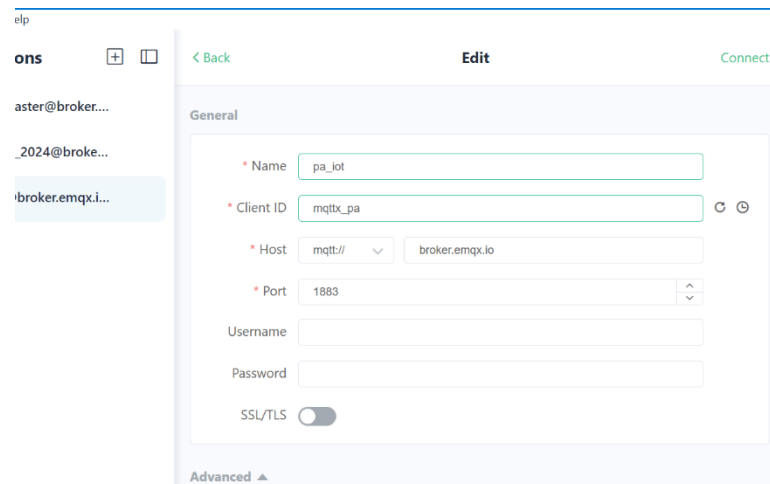 elp
ons
< Back
Edit
Connect
aster@broker....
_2024@broke...
broker.emqx.i...
General
* Name pa_iot
* Client ID mqttx_pa
* Host mqtt:// broker.emqx.io
* Port 1883
Username
Password
SSL/TLS
Advanced